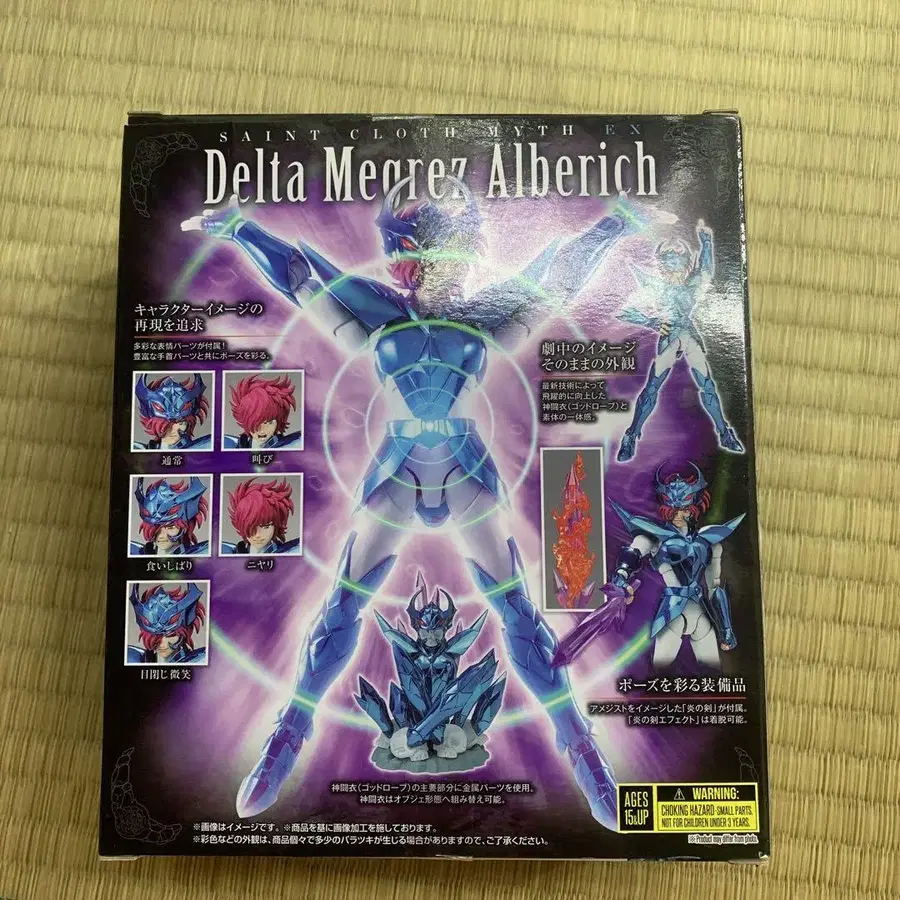 SAINT CLOTH MYTH EX
Delta Megrez Alberich
キャラクターイメージの
再現を追求
多彩な表情パーツが付属!
豊富な手首パーツと共にポーズを彩る。
通常
叫び
食いしばり
ニヤリ
目閉じ微笑
劇中のイメージ
そのままの外観
最新技術によって
飛躍的に向上した
神闘衣(ゴッドローブ)と
素体の一体感。
ポーズを彩る装備品
アメジストをイメージした「炎の剣」が付属。
「炎の剣エフェクト」は着脱可能。
神闘衣(ゴッドローブ)の主要部分に金属パーツを使用。
神闘衣はオブジェ形態へ組み替え可能。
※画像はイメージです。※商品を基に画像加工を施しております。
※彩色などの外観は、商品個々で多少のバラツキが生じる場合がありますので、ご了承ください。
AGES
15&UP
WARNING:
CHOKING HAZARD-SMALL PARTS.
NOT FOR CHILDREN UNDER 3 YEARS.
※Product may differ from photo.